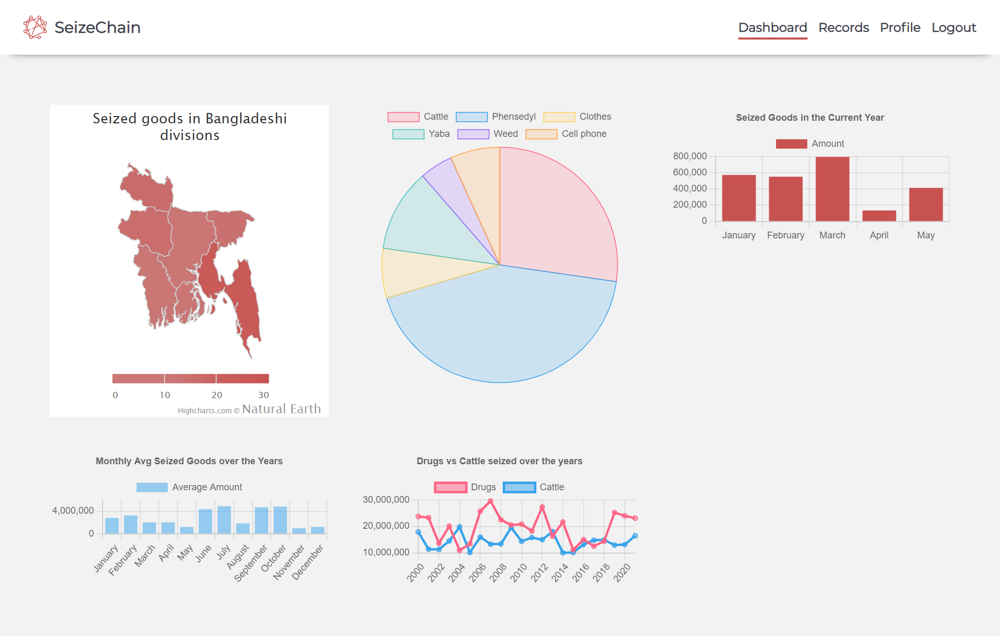 SeizeChain
Dashboard Records Profile Logout
Seized goods in Bangladeshi
divisions
0 10 20 30
Highcharts.com © Natural Earth
Cattle Phensedyl Clothes
Yaba Weed Cell phone
Seized Goods in the Current Year
Amount
800,000
600,000
400,000
200,000
0
January February March April May
Monthly Avg Seized Goods over the Years
Average Amount
4,000,000
0
January February March April May June July August September October November December
Drugs vs Cattle seized over the years
Drugs Cattle
30,000,000
20,000,000
10,000,000
2000 2002 2004 2006 2008 2010 2012 2014 2016 2018 2020